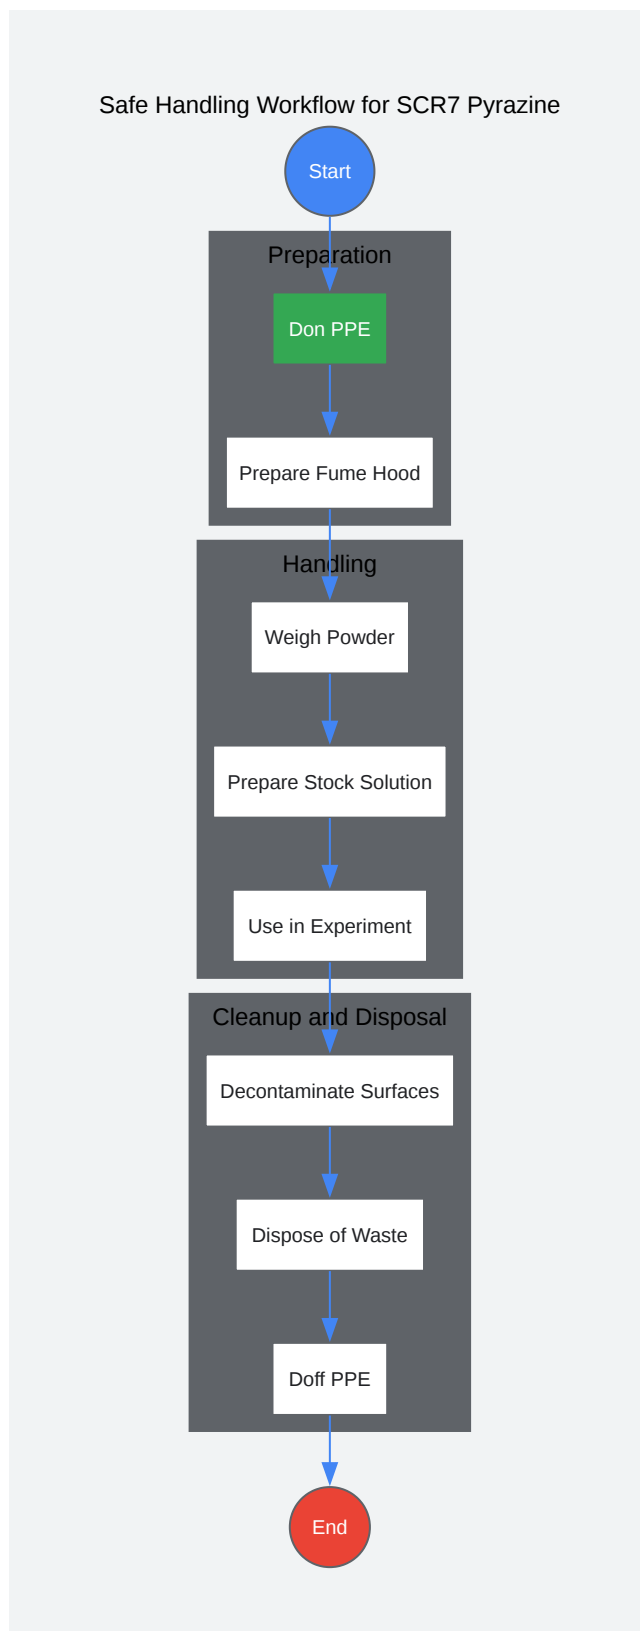 Safe Handling Workflow for SCR7 Pyrazine
Start
Preparation
Don PPE
Prepare Fume Hood
Handling
Weigh Powder
Prepare Stock Solution
Use in Experiment
Cleanup and Disposal
Decontaminate Surfaces
Dispose of Waste
Doff PPE
End